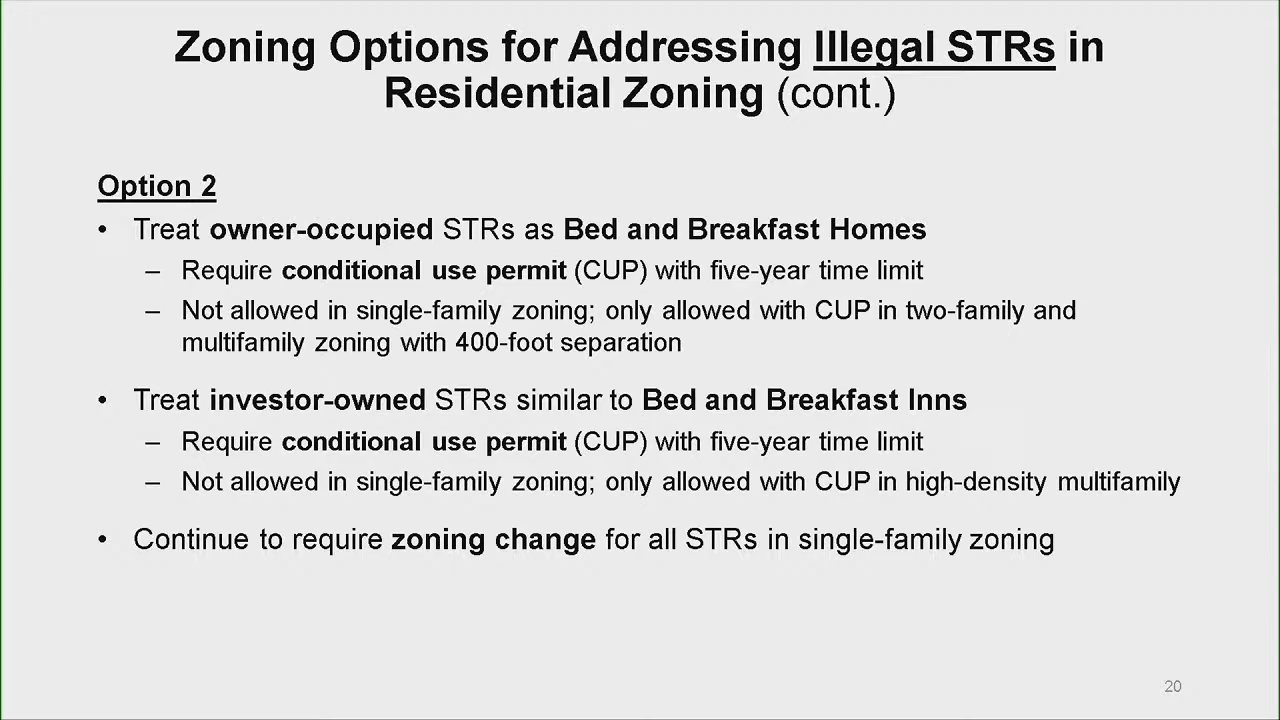 Zoning Options for Addressing Illegal STRs in
Residential Zoning (cont.)
Option 2
• Treat owner-occupied STRs as Bed and Breakfast Homes
– Require conditional use permit (CUP) with five-year time limit
– Not allowed in single-family zoning; only allowed with CUP in two-family and
multifamily zoning with 400-foot separation
• Treat investor-owned STRs similar to Bed and Breakfast Inns
– Require conditional use permit (CUP) with five-year time limit
– Not allowed in single-family zoning; only allowed with CUP in high-density multifamily
• Continue to require zoning change for all STRs in single-family zoning
20